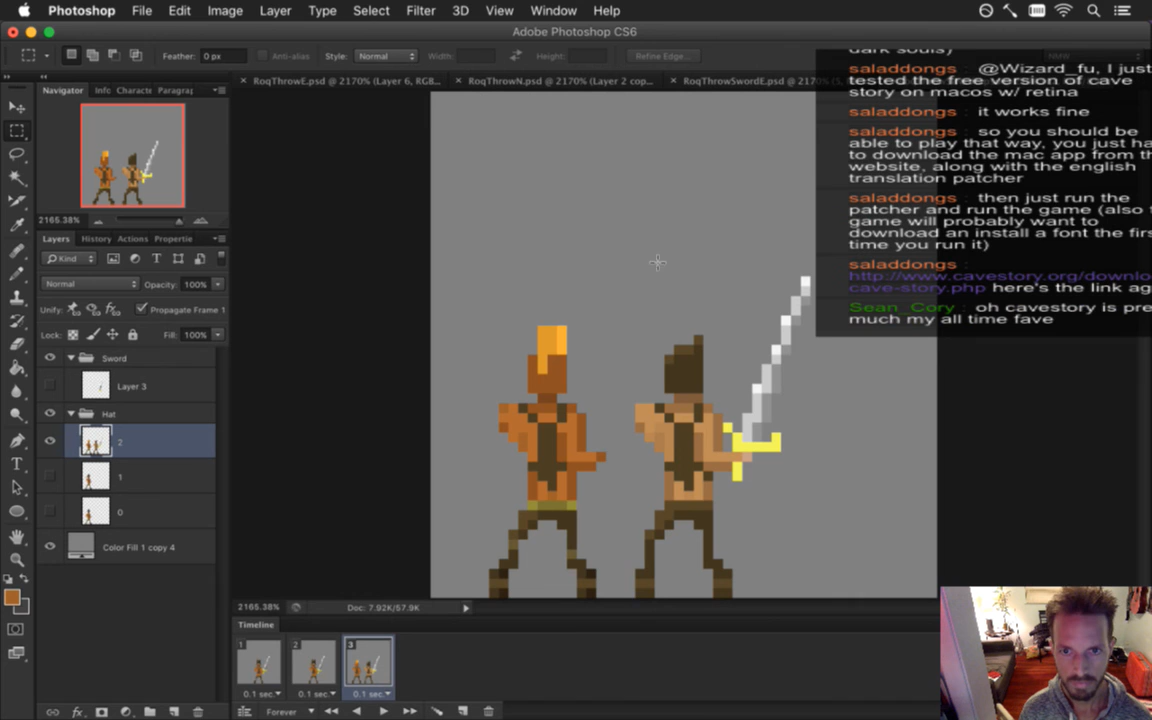 Photoshop File Edit Image Layer Type Select Filter 3D View Window Help
Adobe Photoshop CS6
Feather: 0 px Anti-alias Style: Normal Width: Height: Refine Edge...
× RoqThrowE.psd @ 2170% (Layer 6, RGB... × RoqThrowN.psd @ 2170% (Layer 2 cop... × RoqThrowSwordE.psd @ 2170%
Navigator Info Charact Paragraph
2165.38%
Layers History Actions Propertie
Kind
Normal Opacity: 100%
Unify: Propagate Frame 1
Lock: Fill: 100%
Sword
Layer 3
Hat
2
1
0
Color Fill 1 copy 4
dark souls)
saladdongs : @Wizard_fu, I just
tested the free version of cave
story on macos w/ retina
saladdongs : it works fine
saladdongs : so you should be
able to play that way, you just ha
to download the mac app from th
website, along with the english
translation patcher
saladdongs : then just run the
patcher and run the game (also t
game will probably want to
download an install a font the firs
time you run it)
saladdongs :
http://www.cavestory.org/downlo
cave-story.php here's the link ag
Sean_Cory : oh cavestory is pre
much my all time fave
2165.38% Doc: 7.92K/57.9K
Timeline
1 2 3
0.1 sec. 0.1 sec. 0.1 sec.
Forever